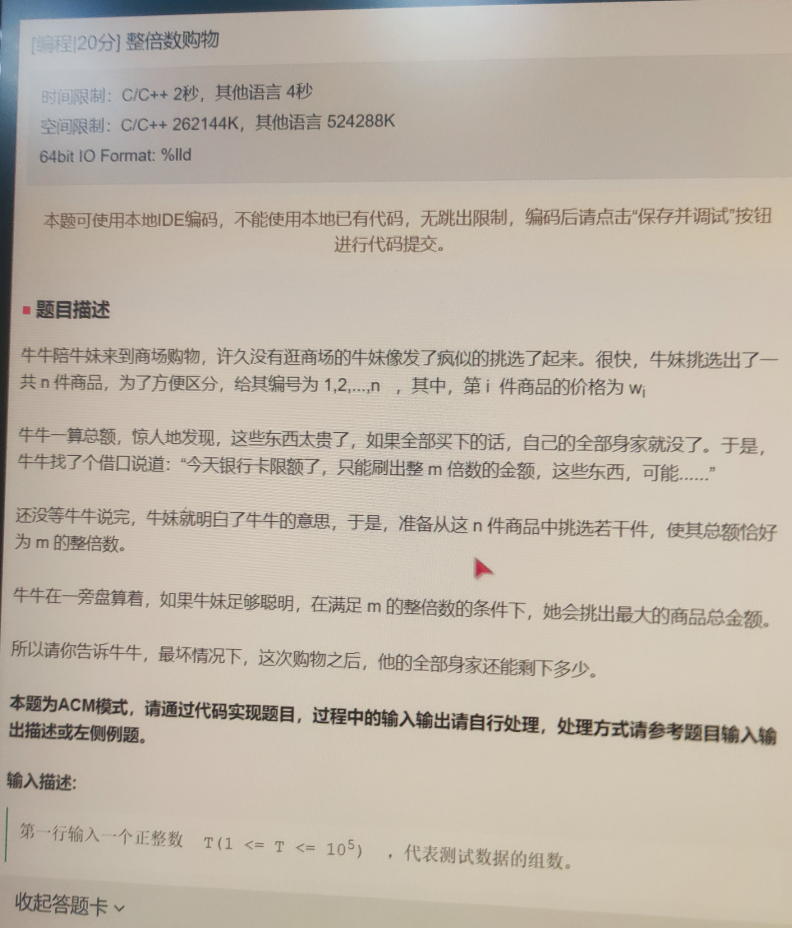 [编程|20分] 整倍数购物
时间限制：C/C++ 2秒，其他语言 4秒
空间限制：C/C++ 262144K，其他语言 524288K
64bit IO Format: %lld
本题可使用本地IDE编码，不能使用本地已有代码，无跳出限制，编码后请点击“保存并调试”按钮
进行代码提交。
题目描述
牛牛陪牛妹来到商场购物，许久没有逛商场的牛妹像发了疯似的挑选了起来。很快，牛妹挑选出了一
共 n 件商品，为了方便区分，给其编号为 1,2,...,n ，其中，第 i 件商品的价格为 wi
牛牛一算总额，惊人地发现，这些东西太贵了，如果全部买下的话，自己的全部身家就没了。于是，
牛牛找了个借口说道：“今天银行卡限额了，只能刷出整 m 倍数的金额，这些东西，可能......”
还没等牛牛说完，牛妹就明白了牛牛的意思，于是，准备从这 n 件商品中挑选若干件，使其总额恰好
为 m 的整倍数。
牛牛在一旁盘算着，如果牛妹足够聪明，在满足 m 的整倍数的条件下，她会挑出最大的商品总金额。
所以请你告诉牛牛，最坏情况下，这次购物之后，他的全部身家还能剩下多少。
本题为ACM模式，请通过代码实现题目，过程中的输入输出请自行处理，处理方式请参考题目输入输
出描述或左侧例题。
输入描述:
第一行输入一个正整数 T(1 <= T <= 10^5) ，代表测试数据的组数。
收起答题卡